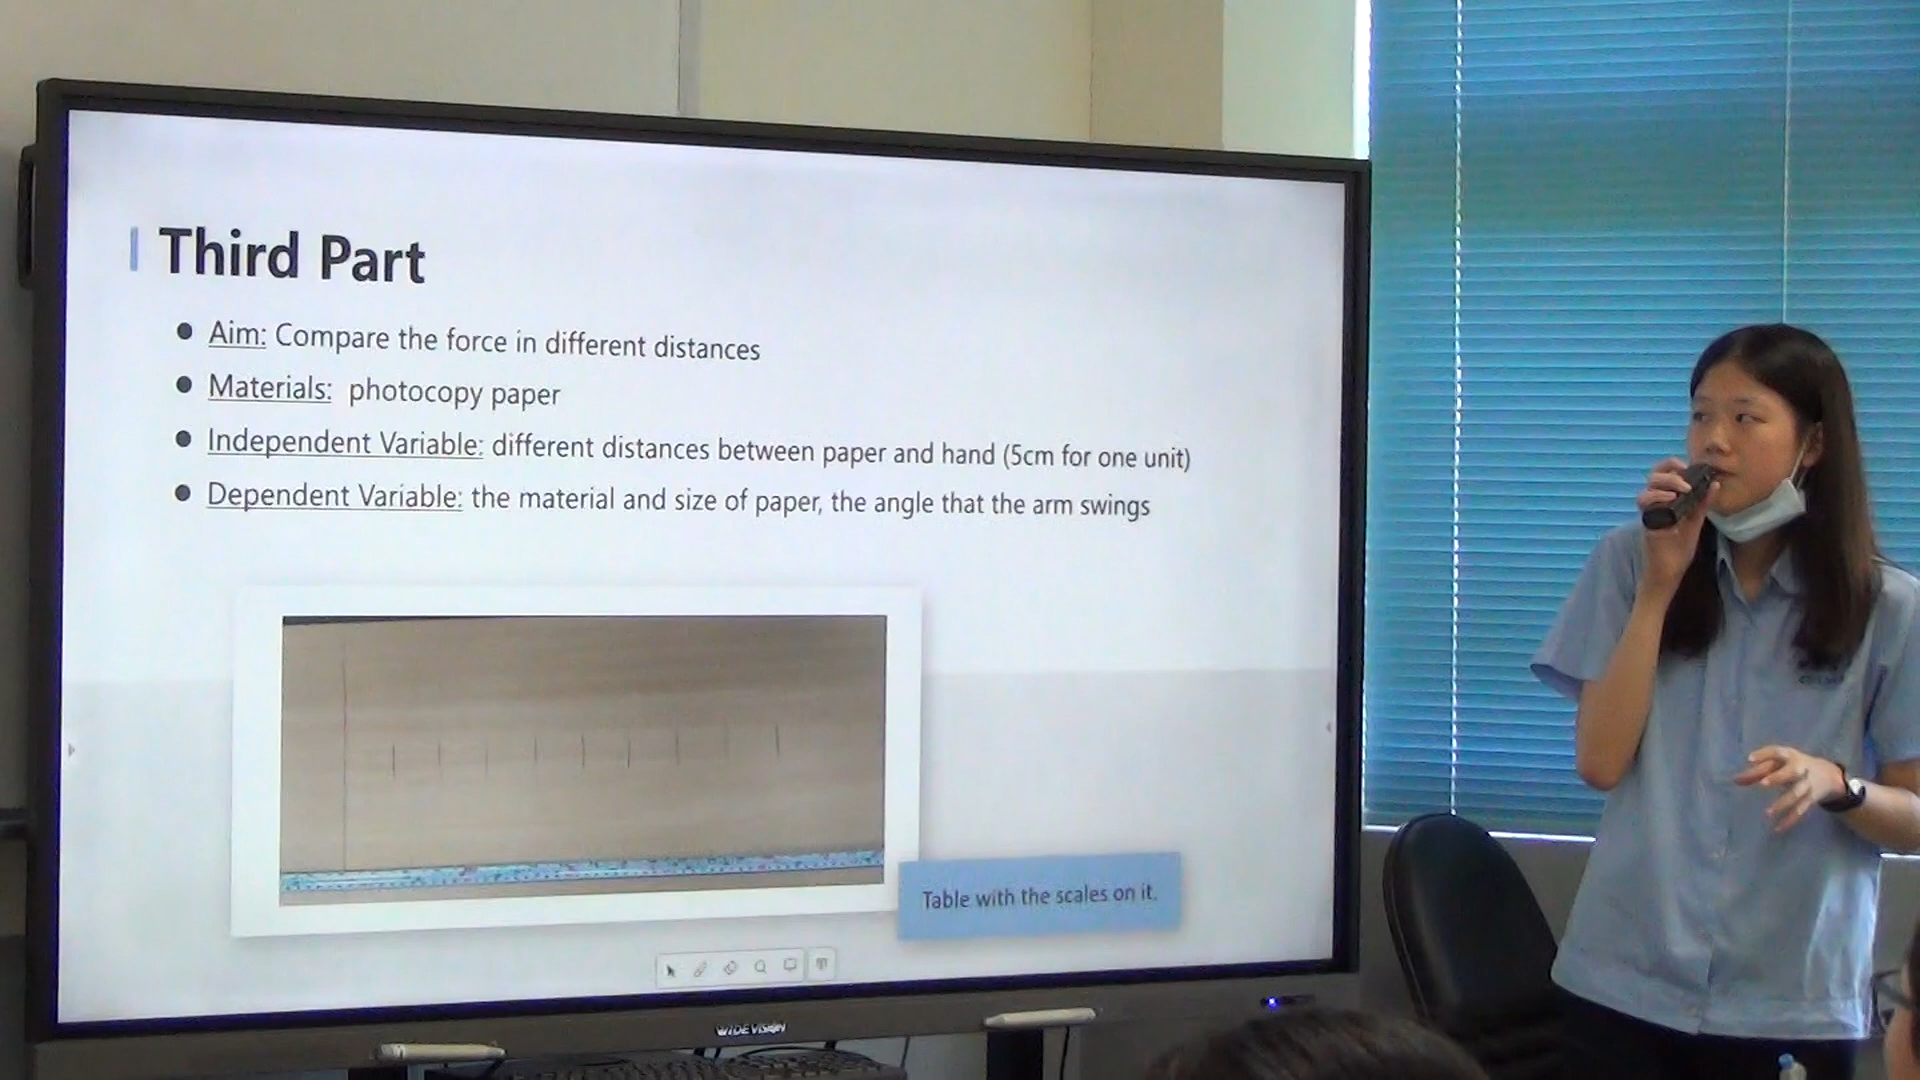 Third Part
● Aim: Compare the force in different distances
● Materials: photocopy paper
● Independent Variable: different distances between paper and hand (5cm for one unit)
● Dependent Variable: the material and size of paper, the angle that the arm swings
Table with the scales on it.
WIDE VISION